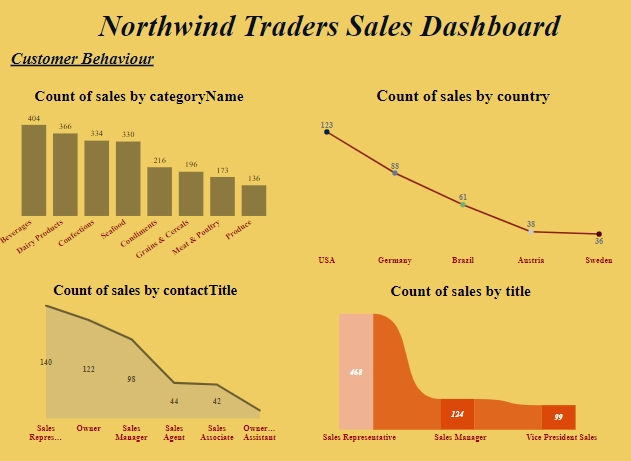 Northwind Traders Sales Dashboard
Customer Behaviour
Count of sales by categoryName
404
366
334
330
216
196
173
136
Beverages
Dairy Products
Confections
Seafood
Condiments
Grains & Cereals
Meat & Poultry
Produce
Count of sales by country
123
88
61
38
36
USA
Germany
Brazil
Austria
Sweden
Count of sales by contactTitle
140
122
98
44
42
Sales Repres...
Owner
Sales Manager
Sales Agent
Sales Associate
Owner... Assistant
Count of sales by title
468
124
99
Sales Representative
Sales Manager
Vice President Sales